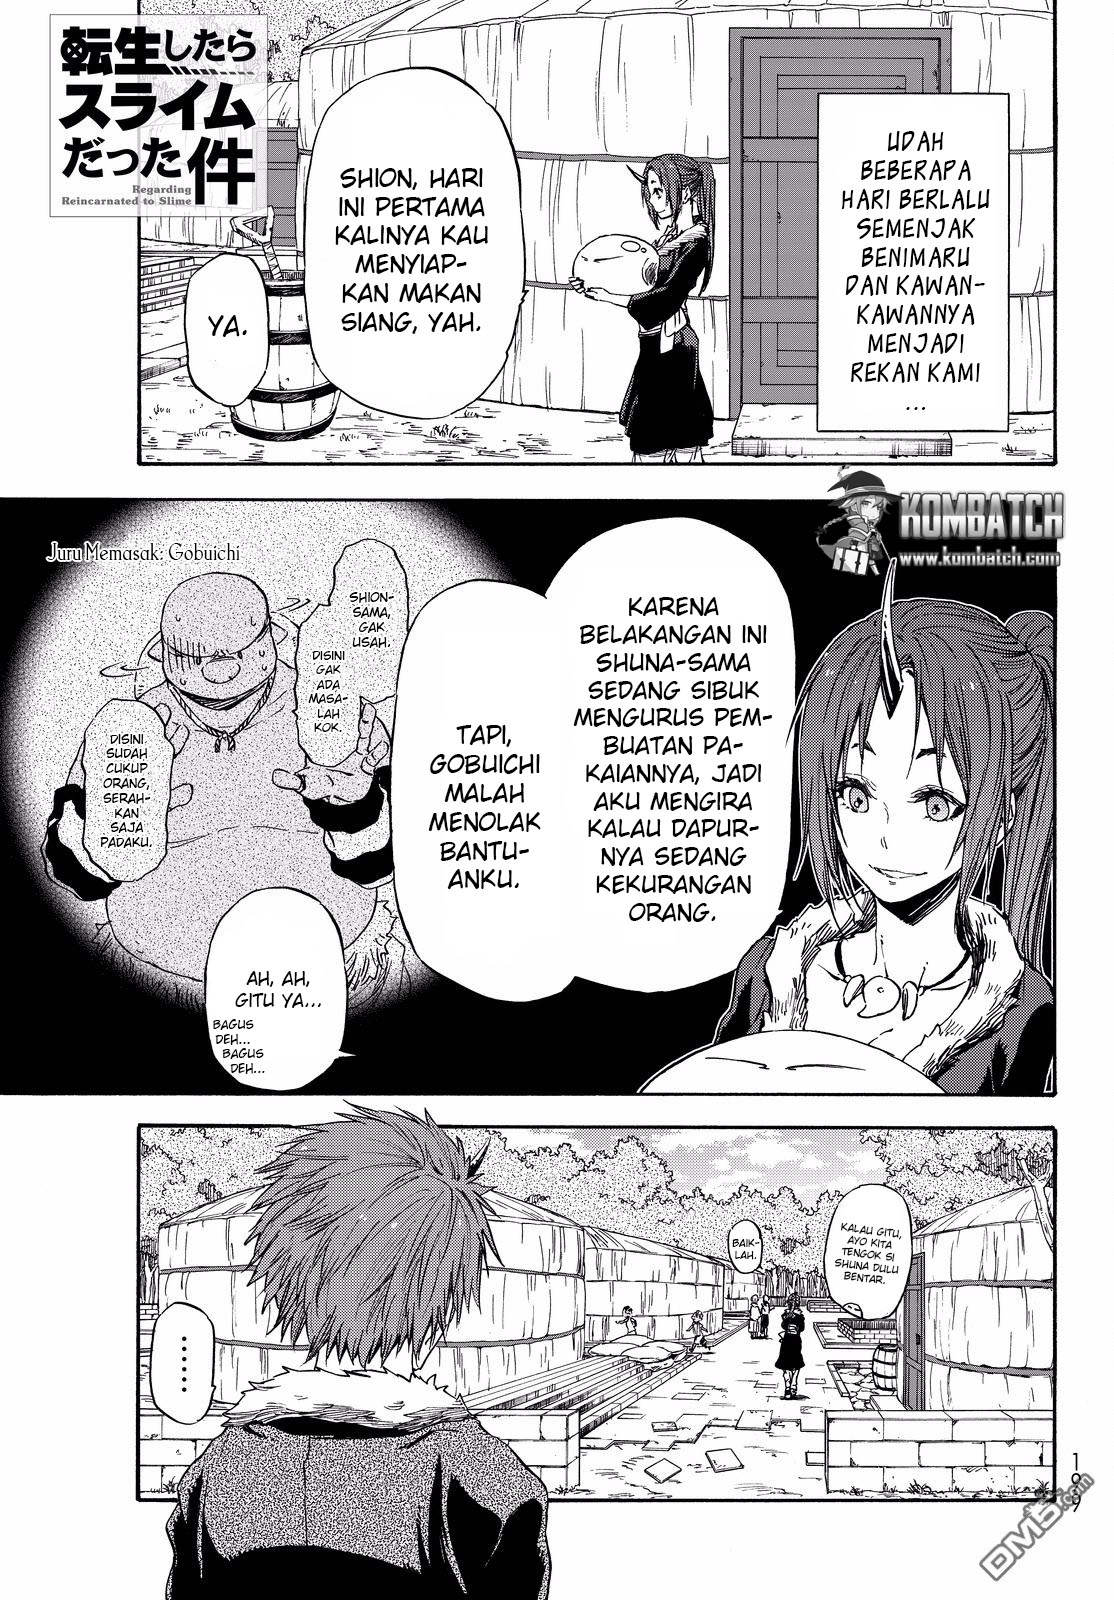 転生したら
スライム
だった件
Regarding
Reincarnated to Slime
UDAH
BEBERAPA
HARI BERLALU
SEMENJAK
BENIMARU
DAN KAWAN-
KAWANNYA
MENJADI
REKAN KAMI
...
SHION, HARI
INI PERTAMA
KALINYA KAU
MENYIAP-
KAN MAKAN
SIANG, YAH.
YA.
KOMBATCH
www.kombatch.com
KARENA
BELAKANGAN INI
SHUNA-SAMA
SEDANG SIBUK
MENGURUS PEM-
BUATAN PA-
KAIANNYA, JADI
AKU MENGIRA
KALAU DAPUR-
NYA SEDANG
KEKURANGAN
ORANG.
TAPI,
GOBUICHI
MALAH
MENOLAK
BANTU-
ANKU.
Juru Memasak: Gobuichi
SHION-
SAMA,
GAK
USAH.
DISINI
GAK
ADA
MASA-
LAH
KOK.
DISINI
SUDAH
CUKUP
ORANG,
SERAH-
KAN
SAJA
PADAKU.
AH, AH,
GITU YA...
BAGUS
DEH...
BAGUS
DEH...
KALAU GITU,
AYO KITA
TENGOK SI
SHUNA DULU
BENTAR.
BAIK-
LAH.
......
199
DMB.com